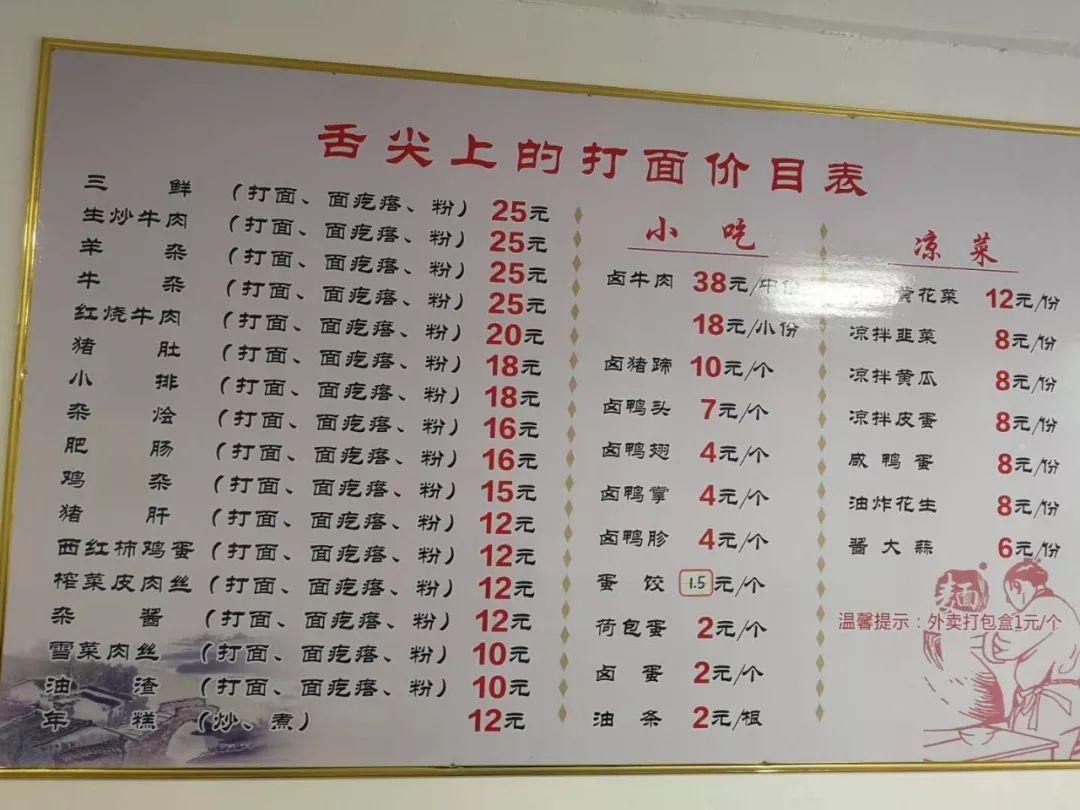 舌尖上的打面价目表
三鲜 (打面、面疙瘩、粉) 25元
生炒牛肉 (打面、面疙瘩、粉) 25元
羊杂 (打面、面疙瘩、粉) 25元
牛杂 (打面、面疙瘩、粉) 25元
红烧牛肉 (打面、面疙瘩、粉) 20元
猪肚 (打面、面疙瘩、粉) 18元
小排 (打面、面疙瘩、粉) 18元
杂烩 (打面、面疙瘩、粉) 16元
肥肠 (打面、面疙瘩、粉) 16元
鸡杂 (打面、面疙瘩、粉) 15元
猪肝 (打面、面疙瘩、粉) 12元
西红柿鸡蛋 (打面、面疙瘩、粉) 12元
榨菜皮肉丝 (打面、面疙瘩、粉) 12元
杂酱 (打面、面疙瘩、粉) 12元
雪菜肉丝 (打面、面疙瘩、粉) 10元
油渣 (打面、面疙瘩、粉) 10元
年糕 (炒、煮) 12元
小吃
卤牛肉 38元/中份
18元/小份
卤猪蹄 10元/个
卤鸭头 7元/个
卤鸭翅 4元/个
卤鸭掌 4元/个
卤鸭胗 4元/个
蛋饺 1.5元/个
荷包蛋 2元/个
卤蛋 2元/个
油条 2元/根
凉菜
黄花菜 12元/份
凉拌韭菜 8元/份
凉拌黄瓜 8元/份
凉拌皮蛋 8元/份
咸鸭蛋 8元/份
油炸花生 8元/份
酱大蒜 6元/份
麵
温馨提示：外卖打包盒1元/个